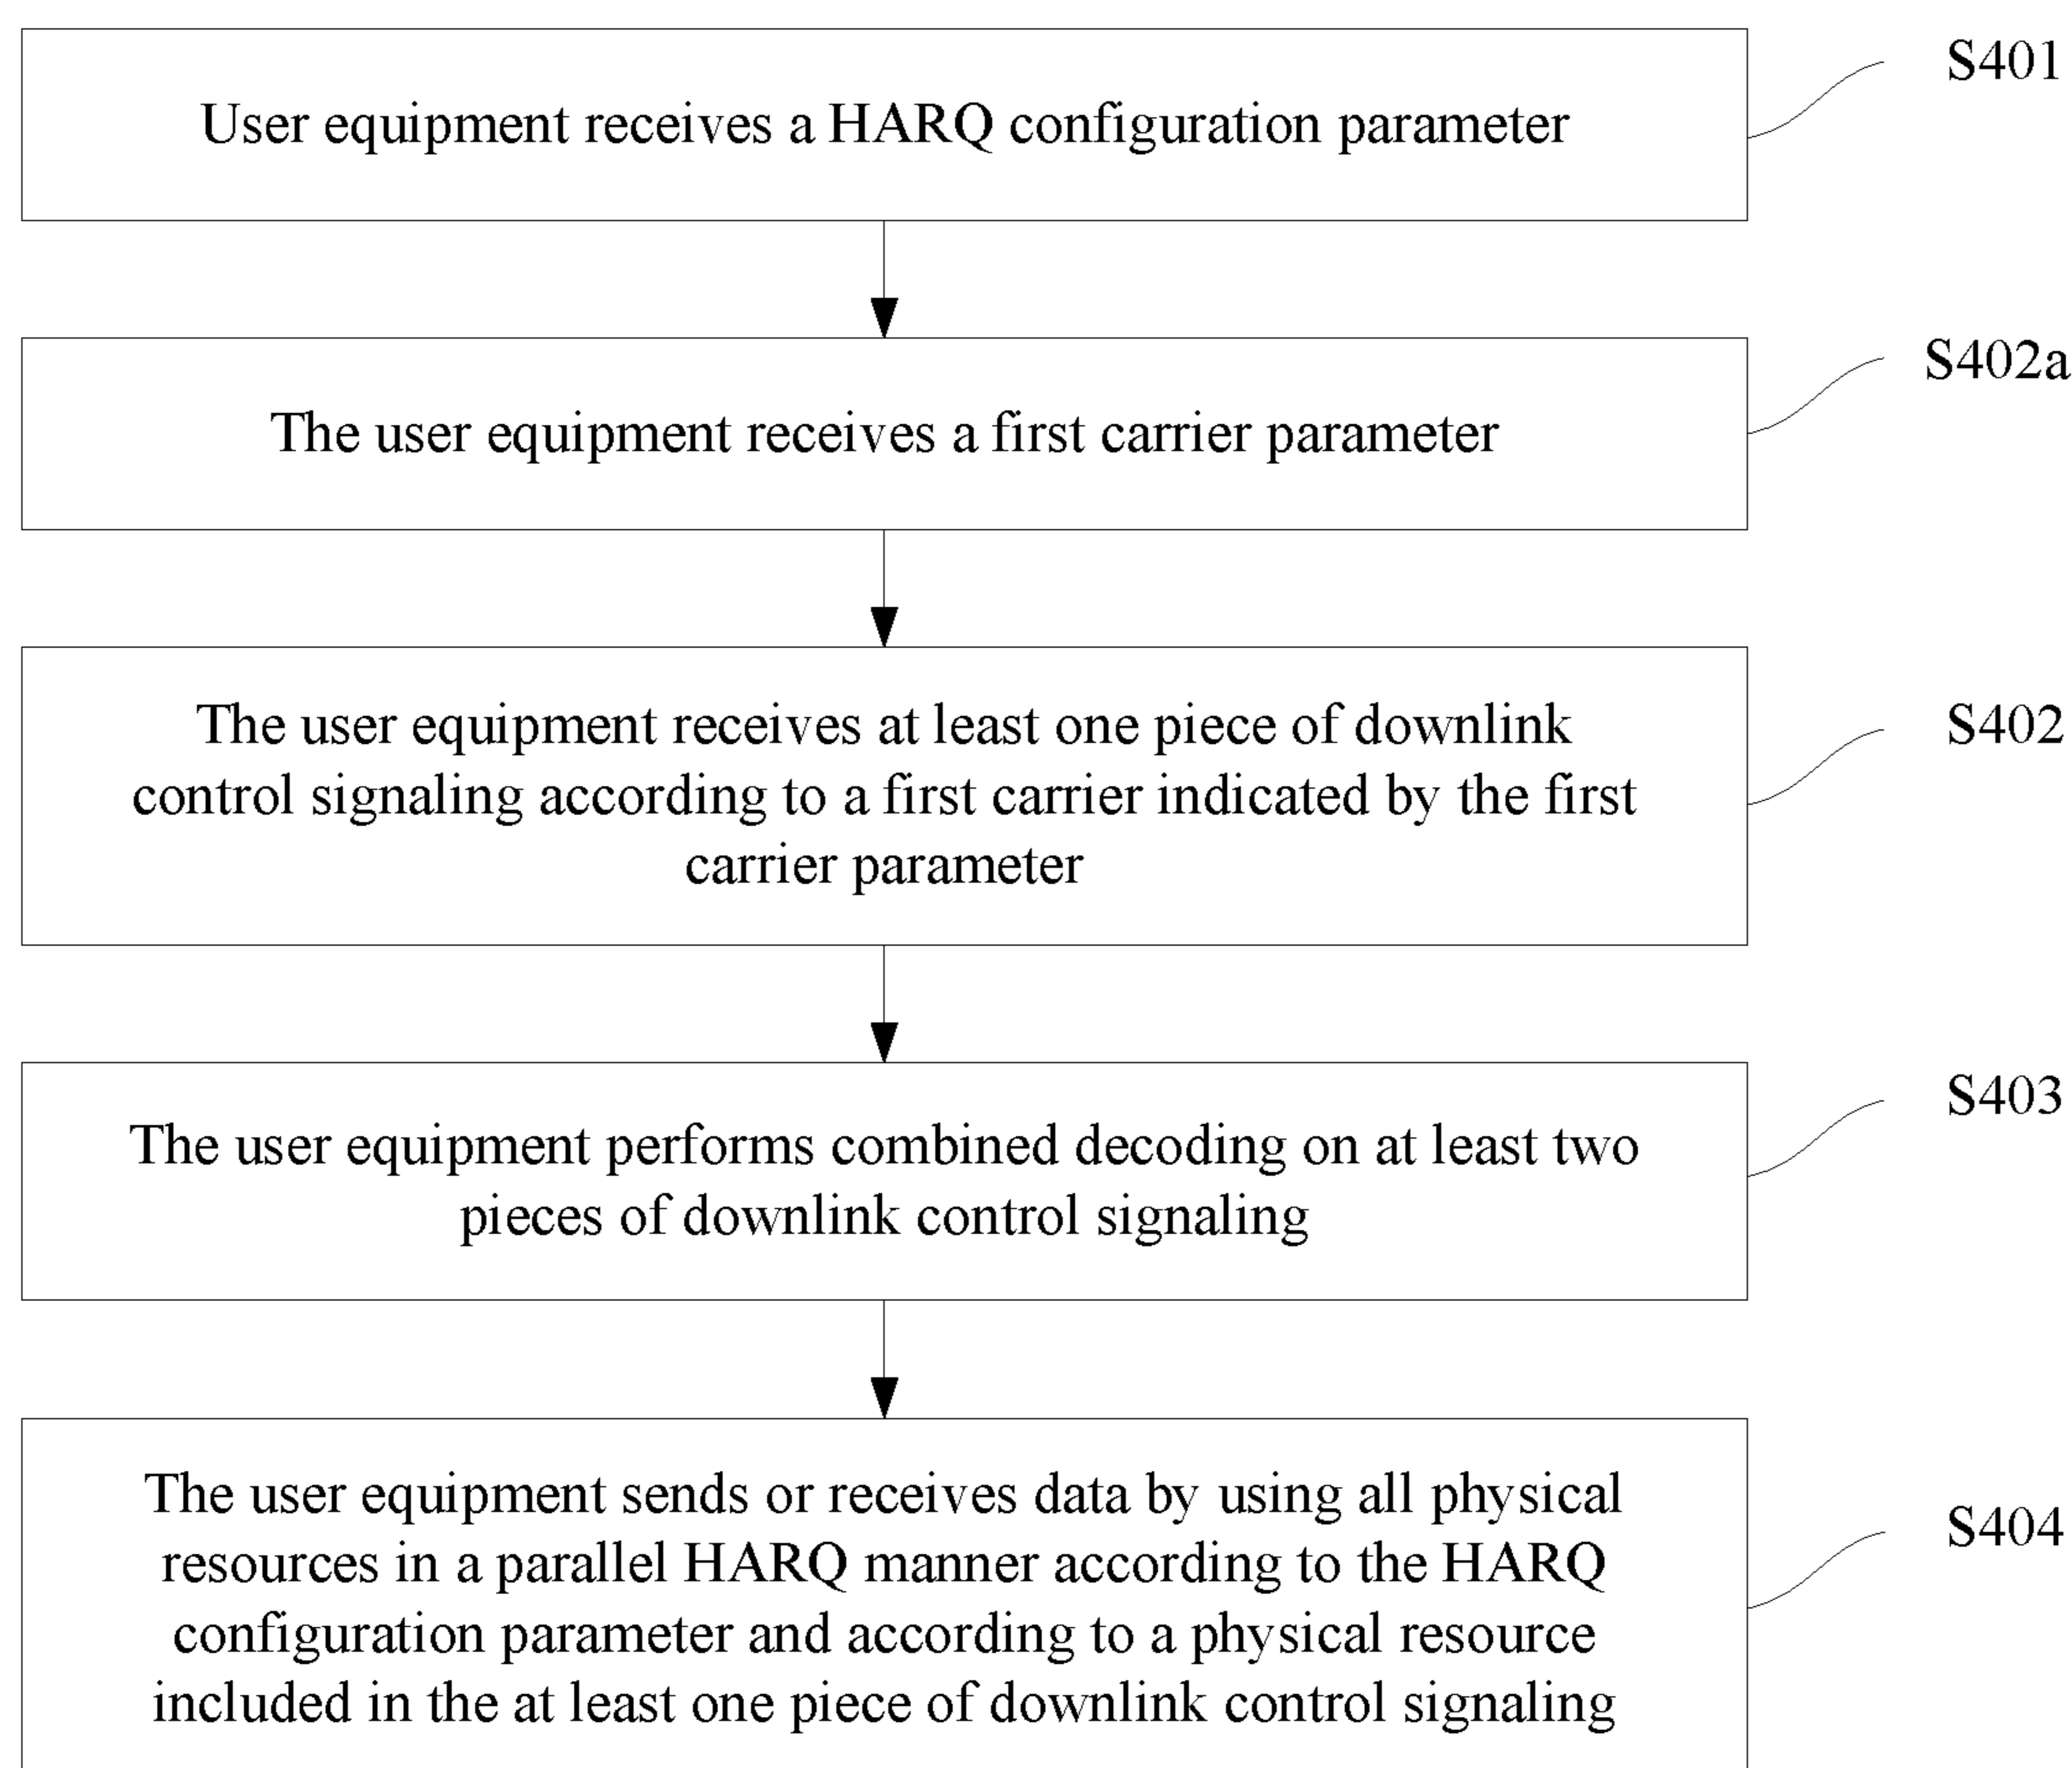 User equipment receives a HARQ configuration parameter
S401
The user equipment receives a first carrier parameter
S402a
The user equipment receives at least one piece of downlink
control signaling according to a first carrier indicated by the first
carrier parameter
S402
The user equipment performs combined decoding on at least two
pieces of downlink control signaling
S403
The user equipment sends or receives data by using all physical
resources in a parallel HARQ manner according to the HARQ
configuration parameter and according to a physical resource
included in the at least one piece of downlink control signaling
S404